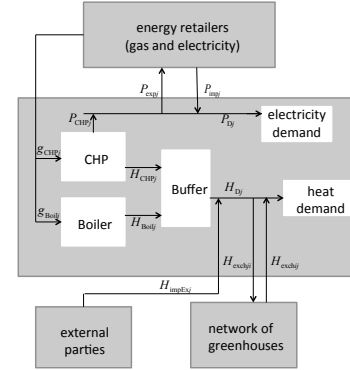 energy retailers
(gas and electricity)
P_expj
P_impj
P_CHPj
P_Dj
electricity
demand
g_CHPj
CHP
H_CHPj
Buffer
H_Dj
heat
demand
g_Boilj
Boiler
H_Boilj
H_exchji
H_exchij
H_impExj
external
parties
network of
greenhouses